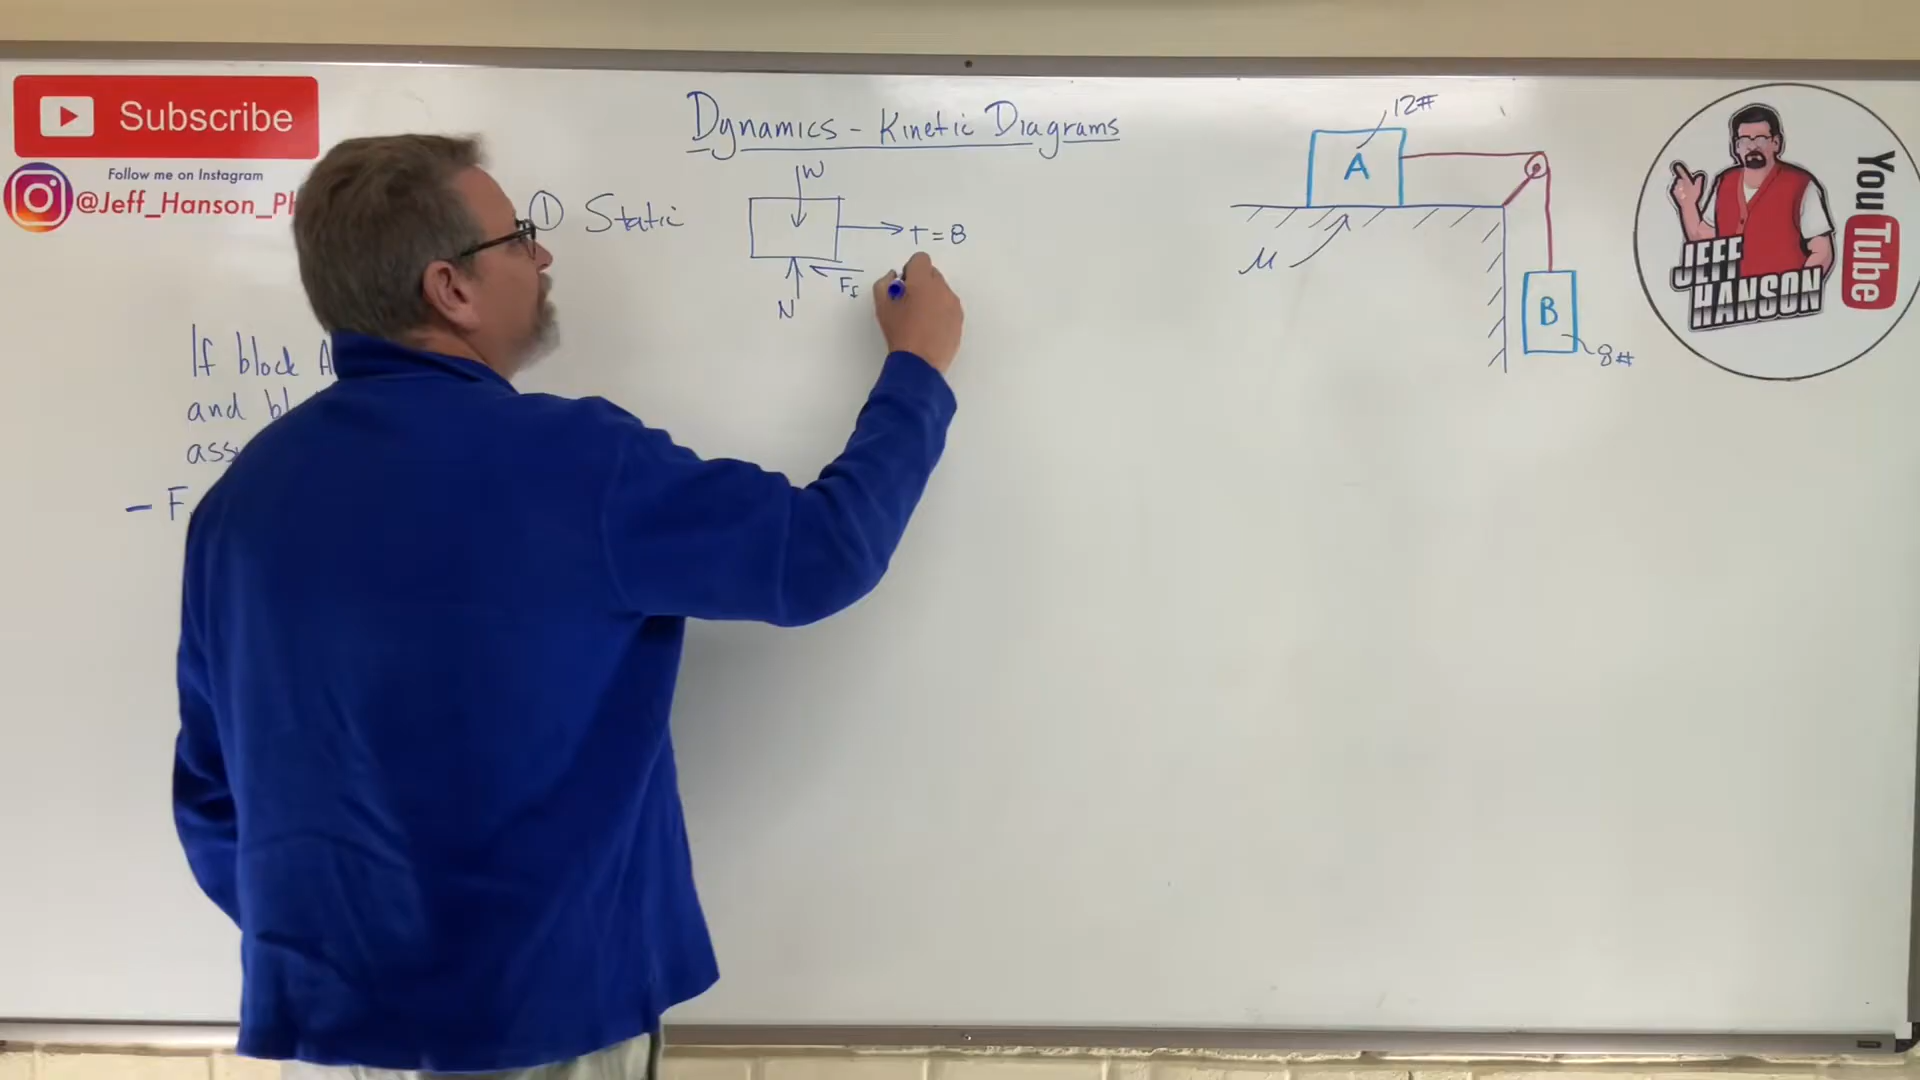 Subscribe
Follow me on Instagram
@Jeff_Hanson_Ph
Dynamics - Kinetic Diagrams
① Static
W
T = 8
Ff
N
If block A
and bl
ass
- F
12#
A
μ
B
8#
JEFF
HANSON
YouTube